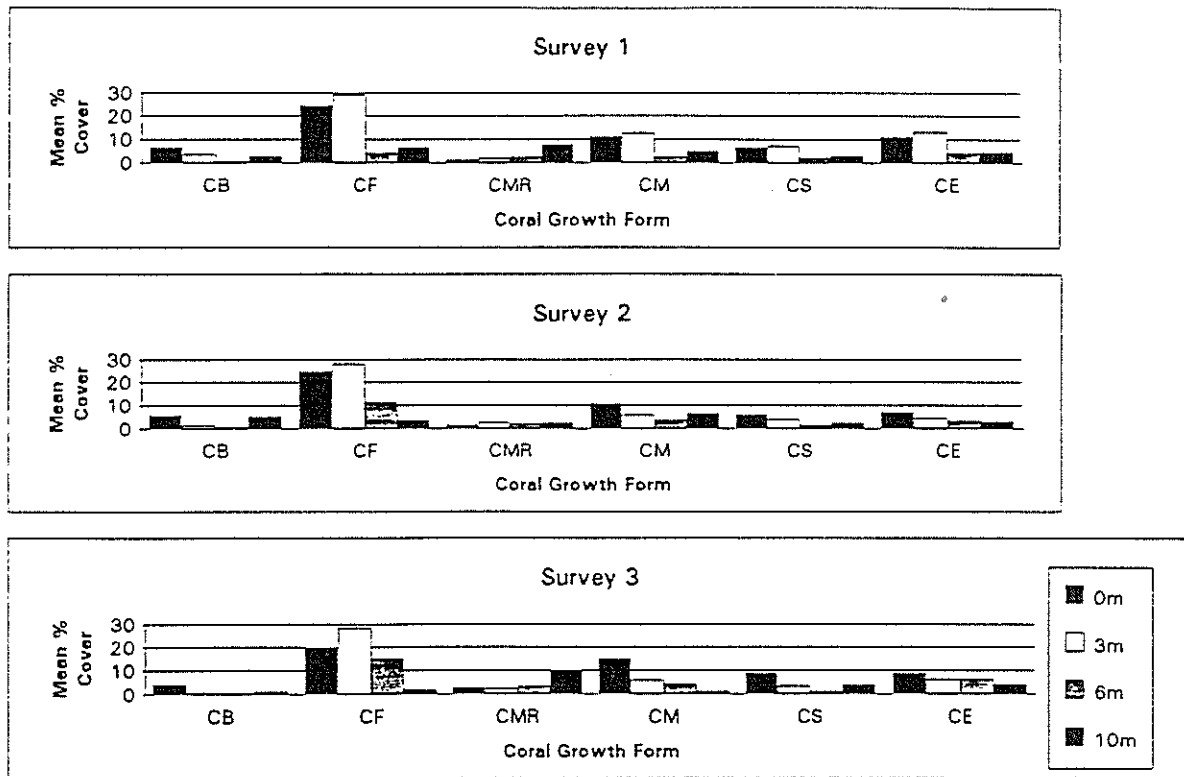 Survey 1
Mean %
Cover
30
20
10
0
CB CF CMR CM CS CE
Coral Growth Form
Survey 2
Mean %
Cover
30
20
10
0
CB CF CMR CM CS CE
Coral Growth Form
Survey 3
Mean %
Cover
30
20
10
0
CB CF CMR CM CS CE
Coral Growth Form
0m
3m
6m
10m